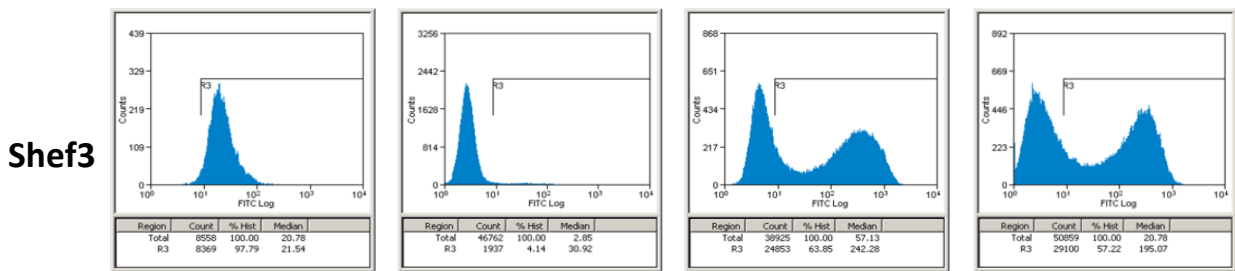 Shef3
439
329
219
109
0
Counts
R3
10⁰ 10¹ 10² 10³ 10⁴
FITC Log
Region Count % Hist Median
Total 8558 100.00 20.78
R3 8369 97.79 21.54
3256
2442
1628
814
0
Counts
R3
10⁰ 10¹ 10² 10³ 10⁴
FITC Log
Region Count % Hist Median
Total 46762 100.00 2.85
R3 1937 4.14 30.92
868
651
434
217
0
Counts
R3
10⁰ 10¹ 10² 10³ 10⁴
FITC Log
Region Count % Hist Median
Total 38925 100.00 57.13
R3 24853 63.85 242.28
892
669
446
223
0
Counts
R3
10⁰ 10¹ 10² 10³ 10⁴
FITC Log
Region Count % Hist Median
Total 50859 100.00 20.78
R3 29100 57.22 195.07